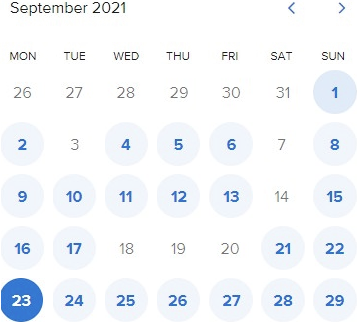 September 2021
MON TUE WED THU FRI SAT SUN
26 27 28 29 30 31 1
2 3 4 5 6 7 8
9 10 11 12 13 14 15
16 17 18 19 20 21 22
23 24 25 26 27 28 29